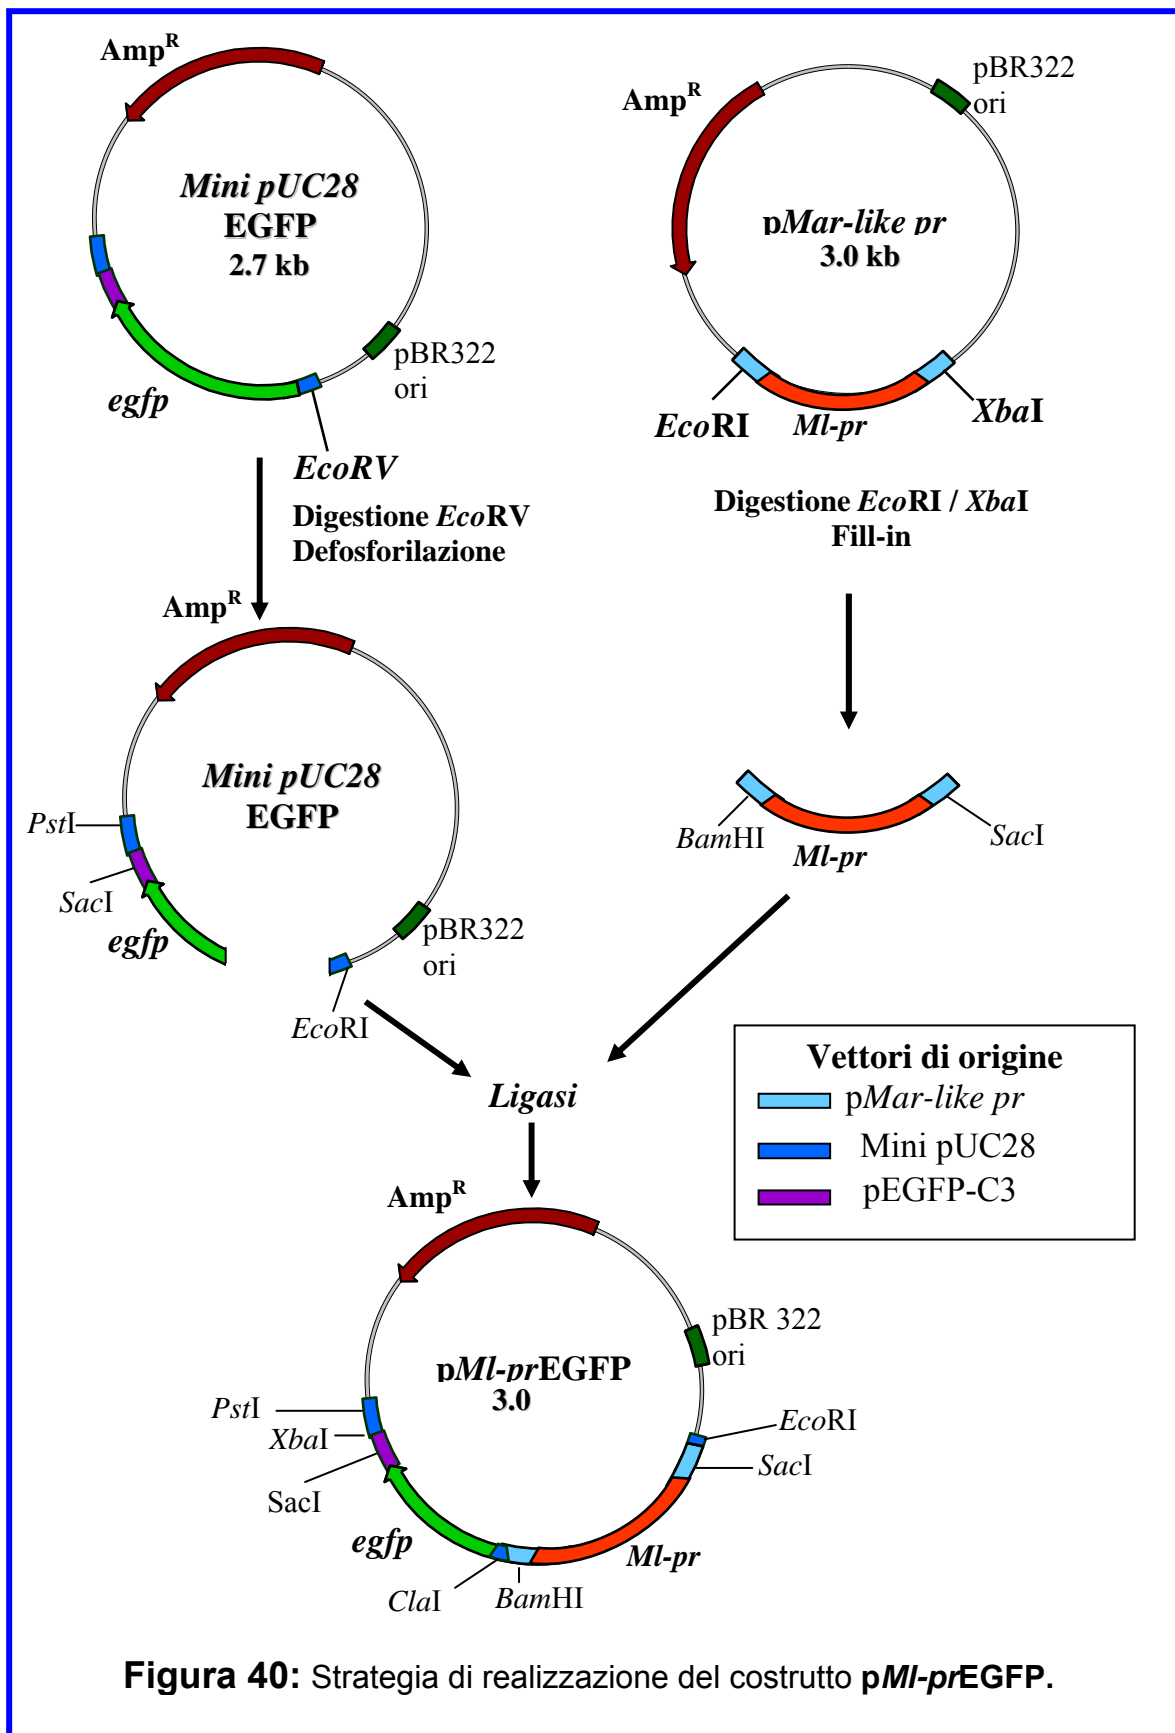 Amp^R
Mini pUC28
EGFP
2.7 kb
pBR322
ori
egfp
EcoRV
Digestione EcoRV
Defosforilazione
pBR322
ori
Amp^R
pMar-like pr
3.0 kb
EcoRI
Ml-pr
XbaI
Digestione EcoRI / XbaI
Fill-in
Amp^R
Mini pUC28
EGFP
PstI
SacI
egfp
pBR322
ori
EcoRI
BamHI
Ml-pr
SacI
Ligasi
Vettori di origine
pMar-like pr
Mini pUC28
pEGFP-C3
Amp^R
pBR 322
ori
pMl-prEGFP
3.0
PstI
XbaI
SacI
egfp
ClaI
BamHI
Ml-pr
SacI
EcoRI
Figura 40: Strategia di realizzazione del costrutto pMl-prEGFP.